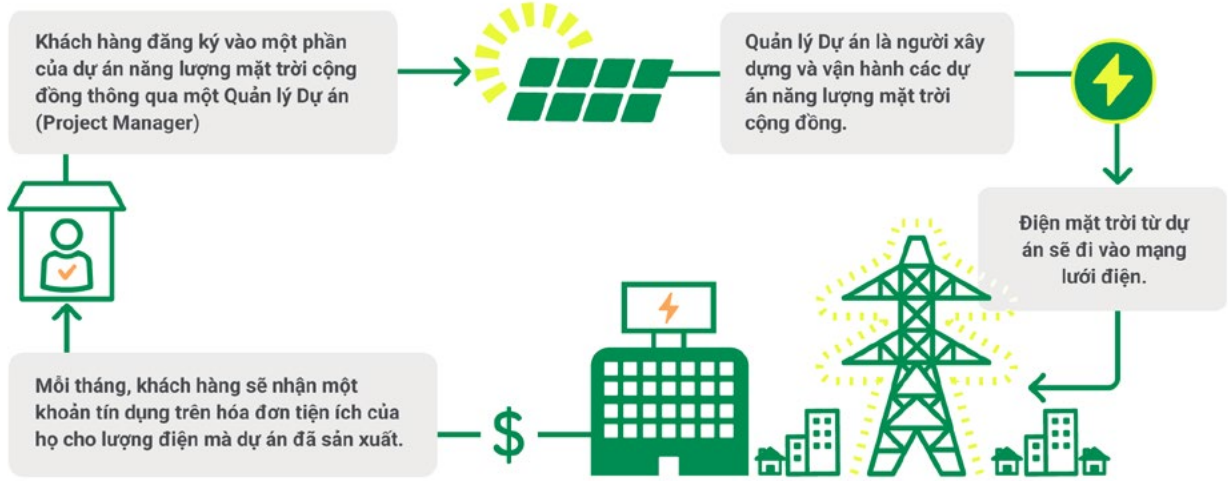 Khách hàng đăng ký vào một phần
của dự án năng lượng mặt trời cộng
đồng thông qua một Quản lý Dự án
(Project Manager)
Quản lý Dự án là người xây
dựng và vận hành các dự
án năng lượng mặt trời
cộng đồng.
Điện mặt trời từ dự
án sẽ đi vào mạng
lưới điện.
$
Mỗi tháng, khách hàng sẽ nhận một
khoản tín dụng trên hóa đơn tiện ích của
họ cho lượng điện mà dự án đã sản xuất.